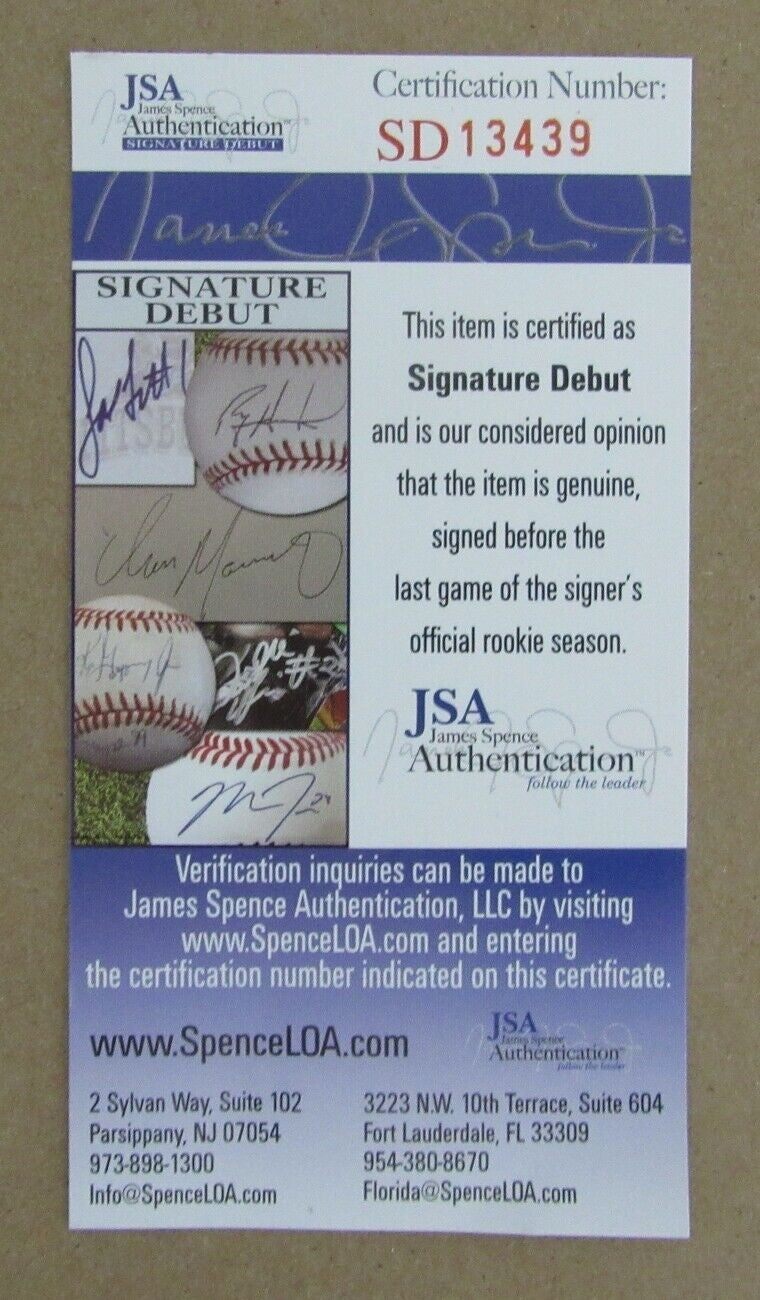 JSA
James Spence
Authentication™
SIGNATURE DEBUT
Certification Number:
SD13439
SIGNATURE
DEBUT
This item is certified as
Signature Debut
and is our considered opinion
that the item is genuine,
signed before the
last game of the signer's
official rookie season.
JSA
James Spence
Authentication™
follow the leader
Verification inquiries can be made to
James Spence Authentication, LLC by visiting
www.SpenceLOA.com and entering
the certification number indicated on this certificate.
www.SpenceLOA.com
JSA
James Spence
Authentication™
follow the leader
2 Sylvan Way, Suite 102
Parsippany, NJ 07054
973-898-1300
Info@SpenceLOA.com
3223 N.W. 10th Terrace, Suite 604
Fort Lauderdale, FL 33309
954-380-8670
Florida@SpenceLOA.com